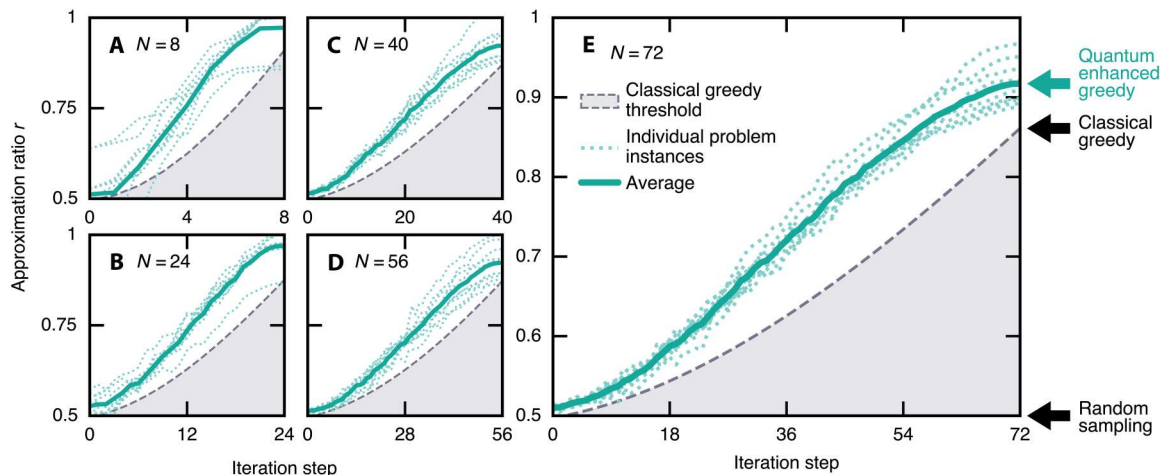 Approximation ratio r
1
0.75
0.5
A N = 8
0 4 8
C N = 40
0 20 40
1
0.75
0.5
B N = 24
0 12 24
D N = 56
0 28 56
Iteration step
1
0.9
0.8
0.7
0.6
0.5
E N = 72
Classical greedy
threshold
Individual problem
instances
Average
0 18 36 54 72
Iteration step
Quantum
enhanced
greedy
Classical
greedy
Random
sampling